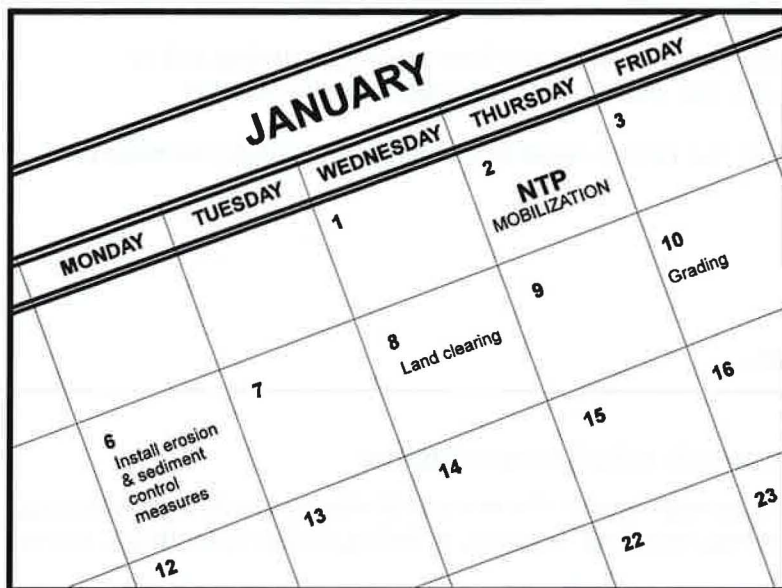 JANUARY
MONDAY
TUESDAY
WEDNESDAY
THURSDAY
FRIDAY
1
2
NTP
MOBILIZATION
3
6
Install erosion
& sediment
control
measures
7
8
Land clearing
9
10
Grading
12
13
14
15
16
22
23